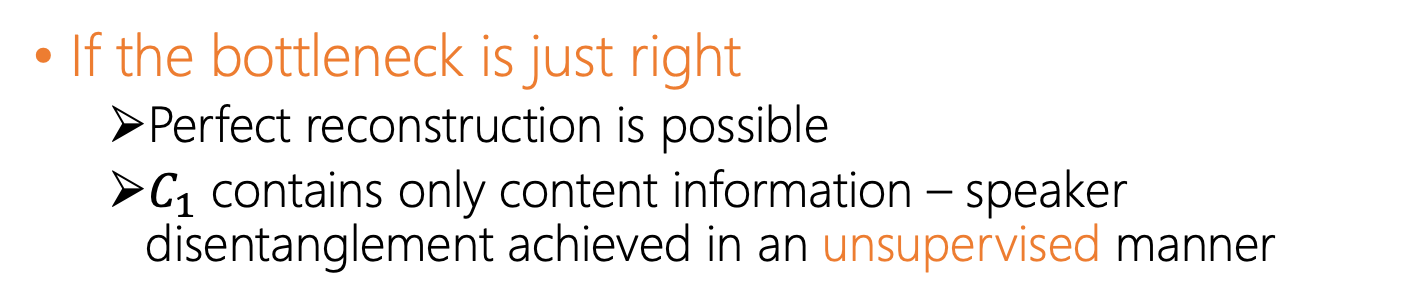 • If the bottleneck is just right
➢Perfect reconstruction is possible
➢C₁ contains only content information – speaker
disentanglement achieved in an unsupervised manner